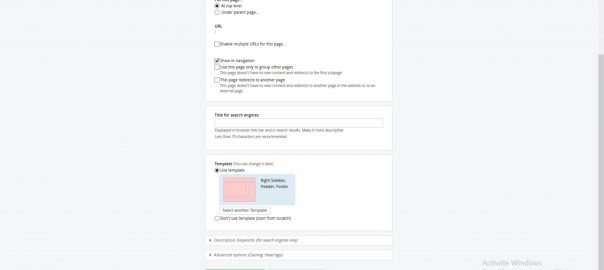 At top level
Under parent page...
URL
/
Enable multiple URLs for this page...
Show in navigation
Use this page only to group other pages
This page doesn't have its own content and redirects to the first subpage
This page redirects to another page
This page doesn't have its own content and redirects to another page in the website or to an
external page
Title for search engines
Displayed in browser title bar and in search results. Make it more descriptive
Less than 70 characters are recommended
Template (You can change it later)
Use template
Right Sidebar,
Header, Footer
Select another Template
Don't use template (start from scratch)
Description, Keywords (for search engines only)
Advanced options (Caching, Head tags)
Activate Windows